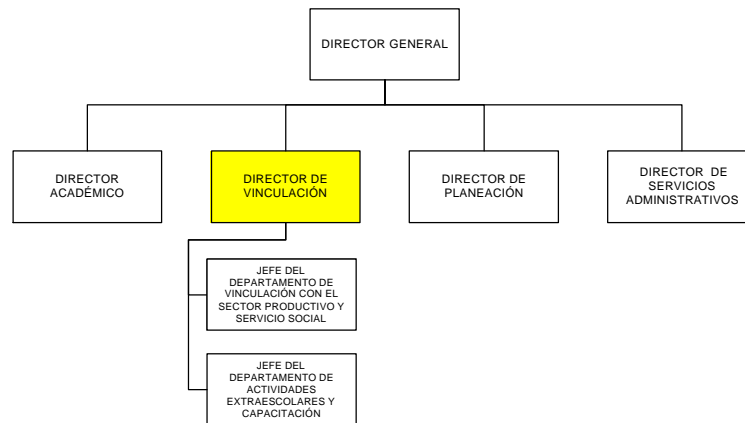 DIRECTOR GENERAL
DIRECTOR
ACADÉMICO
DIRECTOR DE
VINCULACIÓN
DIRECTOR DE
PLANEACIÓN
DIRECTOR DE
SERVICIOS
ADMINISTRATIVOS
JEFE DEL
DEPARTAMENTO DE
VINCULACIÓN CON EL
SECTOR PRODUCTIVO Y
SERVICIO SOCIAL
JEFE DEL
DEPARTAMENTO DE
ACTIVIDADES
EXTRAESCOLARES Y
CAPACITACIÓN